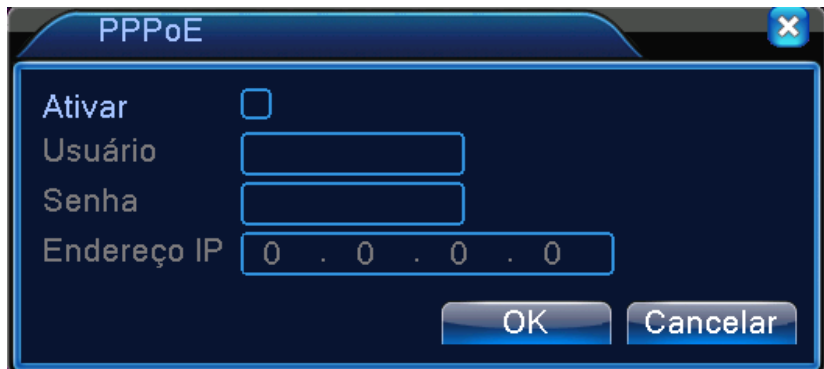 PPPoE
Ativar
Usuário
Senha
Endereço IP 0 . 0 . 0 . 0
OK Cancelar